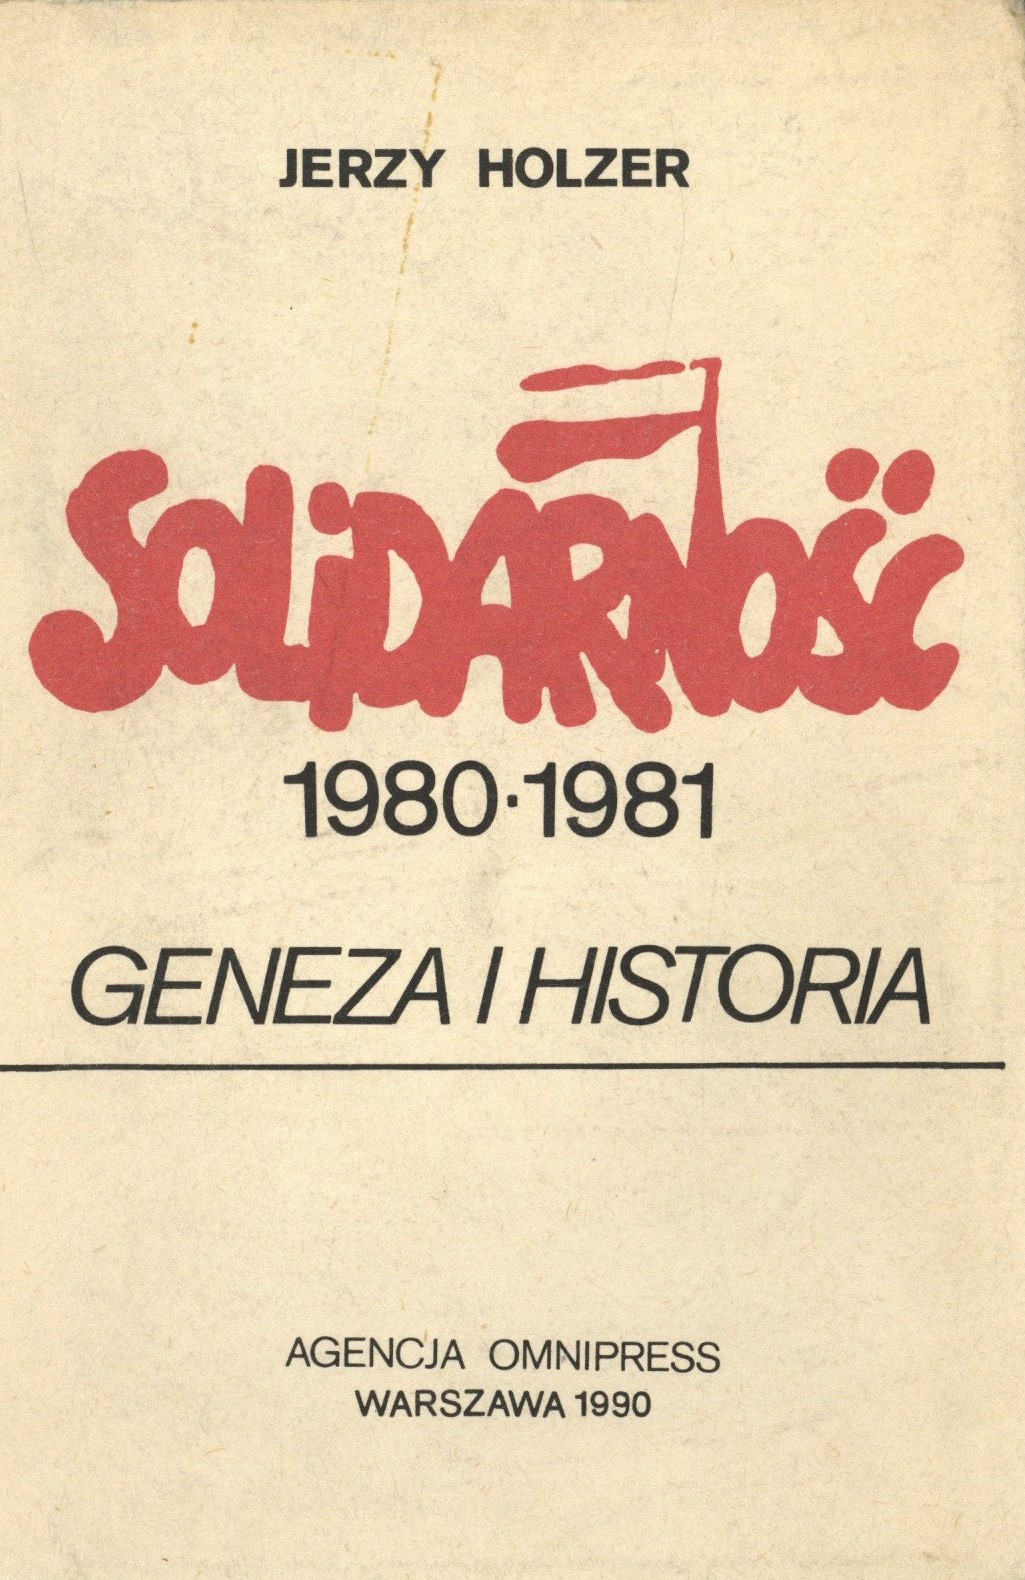 JERZY HOLZER
SOLIDARNOŚĆ
1980·1981
GENEZA I HISTORIA
AGENCJA OMNIPRESS
WARSZAWA 1990